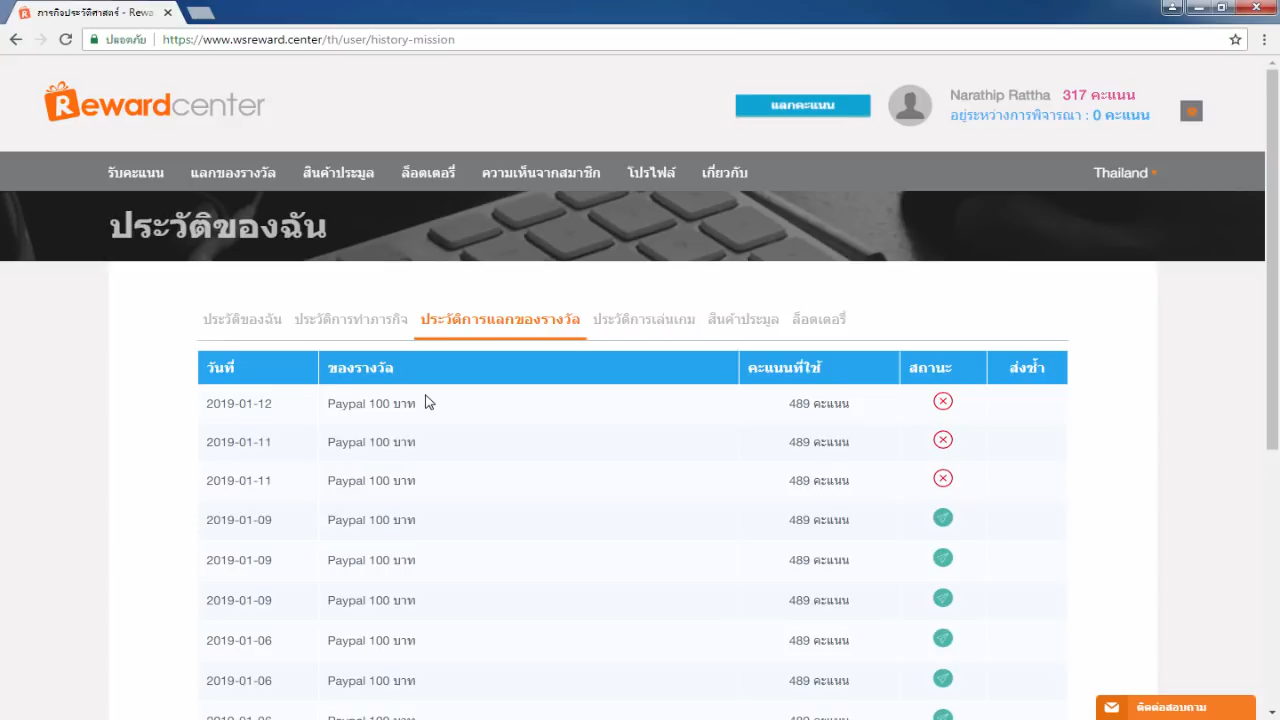 ภารกิจประวัติศาสตร์ - Rewa
ปลอดภัย https://www.wsreward.center/th/user/history-mission
Rewardcenter
แลกคะแนน
Narathip Rattha 317 คะแนน
อยู่ระหว่างการพิจารณา : 0 คะแนน
รับคะแนน แลกของรางวัล สินค้าประมูล ล็อตเตอรี่ ความเห็นจากสมาชิก โปรไฟล์ เกี่ยวกับ Thailand
ประวัติของฉัน
ประวัติของฉัน ประวัติการทำภารกิจ ประวัติการแลกของรางวัล ประวัติการเล่นเกม สินค้าประมูล ล็อตเตอรี่
วันที่ ของรางวัล คะแนนที่ใช้ สถานะ ส่งซ้ำ
2019-01-12 Paypal 100 บาท 489 คะแนน
2019-01-11 Paypal 100 บาท 489 คะแนน
2019-01-11 Paypal 100 บาท 489 คะแนน
2019-01-09 Paypal 100 บาท 489 คะแนน
2019-01-09 Paypal 100 บาท 489 คะแนน
2019-01-09 Paypal 100 บาท 489 คะแนน
2019-01-06 Paypal 100 บาท 489 คะแนน
2019-01-06 Paypal 100 บาท 489 คะแนน
ติดต่อสอบถาม